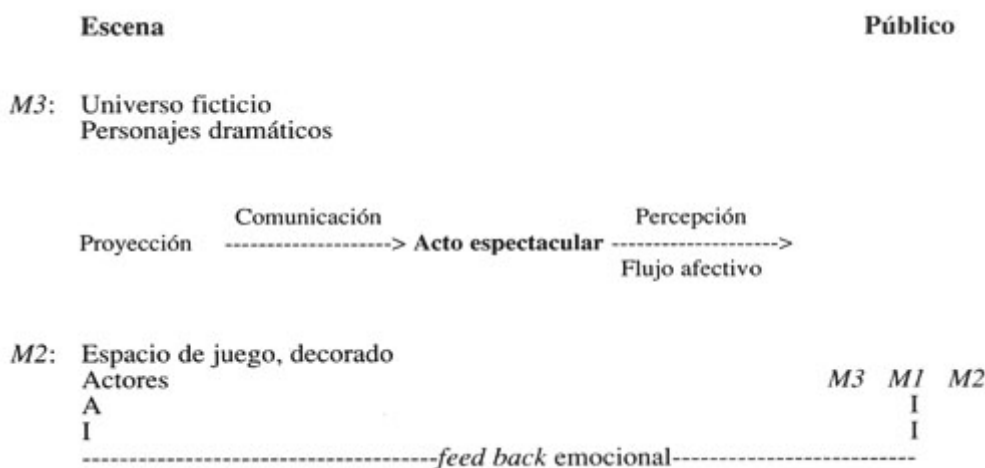 Escena Público
M3: Universo ficticio
Personajes dramáticos
Comunicación Percepción
Proyección --------------------> Acto espectacular -------------------->
Flujo afectivo
M2: Espacio de juego, decorado
Actores M3 M1 M2
A I
I I
------------------------------------feed back emocional-------------------------